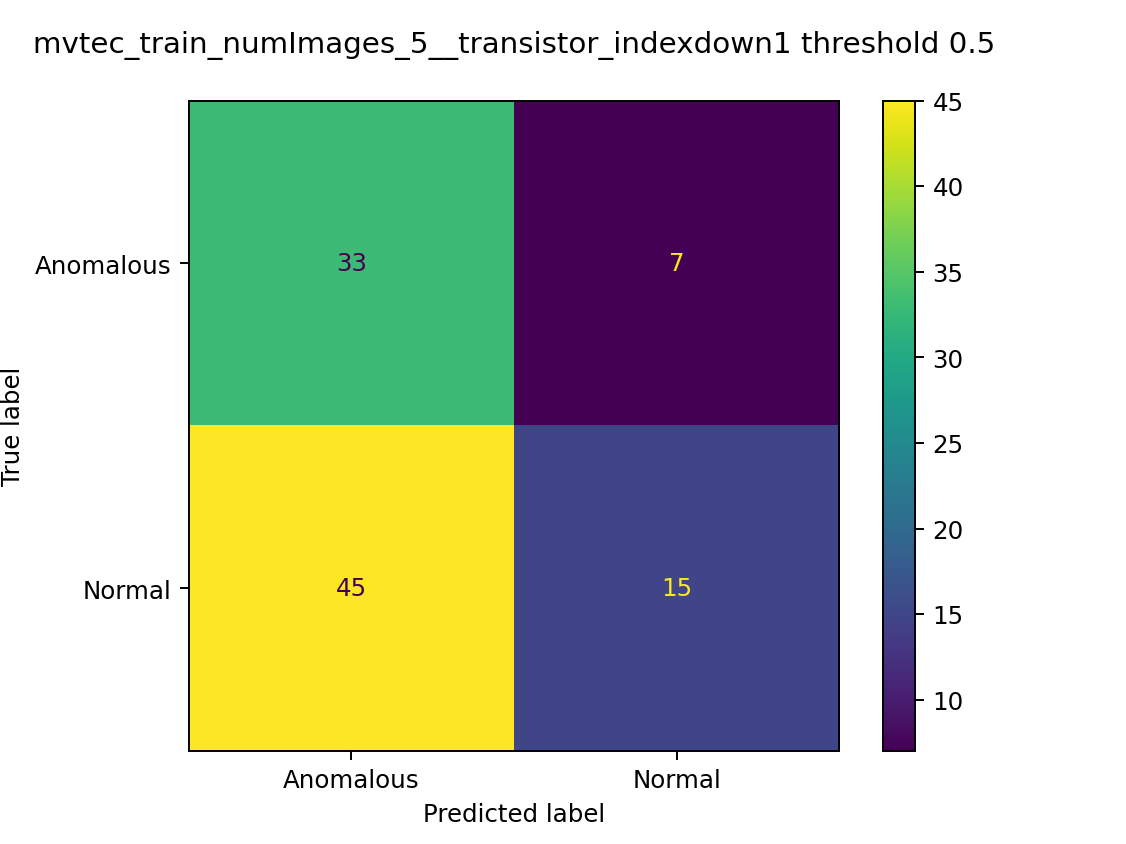 mvtec_train_numImages_5__transistor_indexdown1 threshold 0.5
45
40
35
30
25
20
15
10
True label
Anomalous
33
7
Normal
45
15
Anomalous
Normal
Predicted label